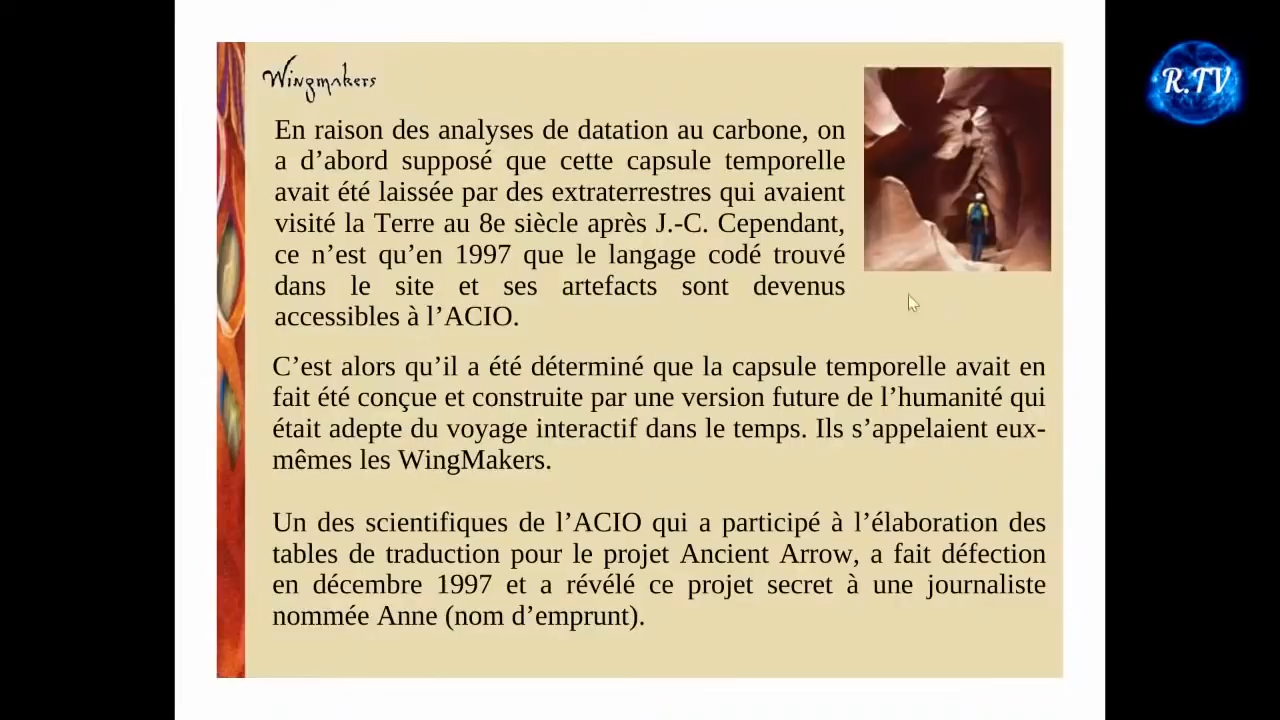 Wingmakers
R.TV
En raison des analyses de datation au carbone, on
a d’abord supposé que cette capsule temporelle
avait été laissée par des extraterrestres qui avaient
visité la Terre au 8e siècle après J.-C. Cependant,
ce n’est qu’en 1997 que le langage codé trouvé
dans le site et ses artefacts sont devenus
accessibles à l’ACIO.
C’est alors qu’il a été déterminé que la capsule temporelle avait en
fait été conçue et construite par une version future de l’humanité qui
était adepte du voyage interactif dans le temps. Ils s’appelaient eux-
mêmes les WingMakers.
Un des scientifiques de l’ACIO qui a participé à l’élaboration des
tables de traduction pour le projet Ancient Arrow, a fait défection
en décembre 1997 et a révélé ce projet secret à une journaliste
nommée Anne (nom d’emprunt).